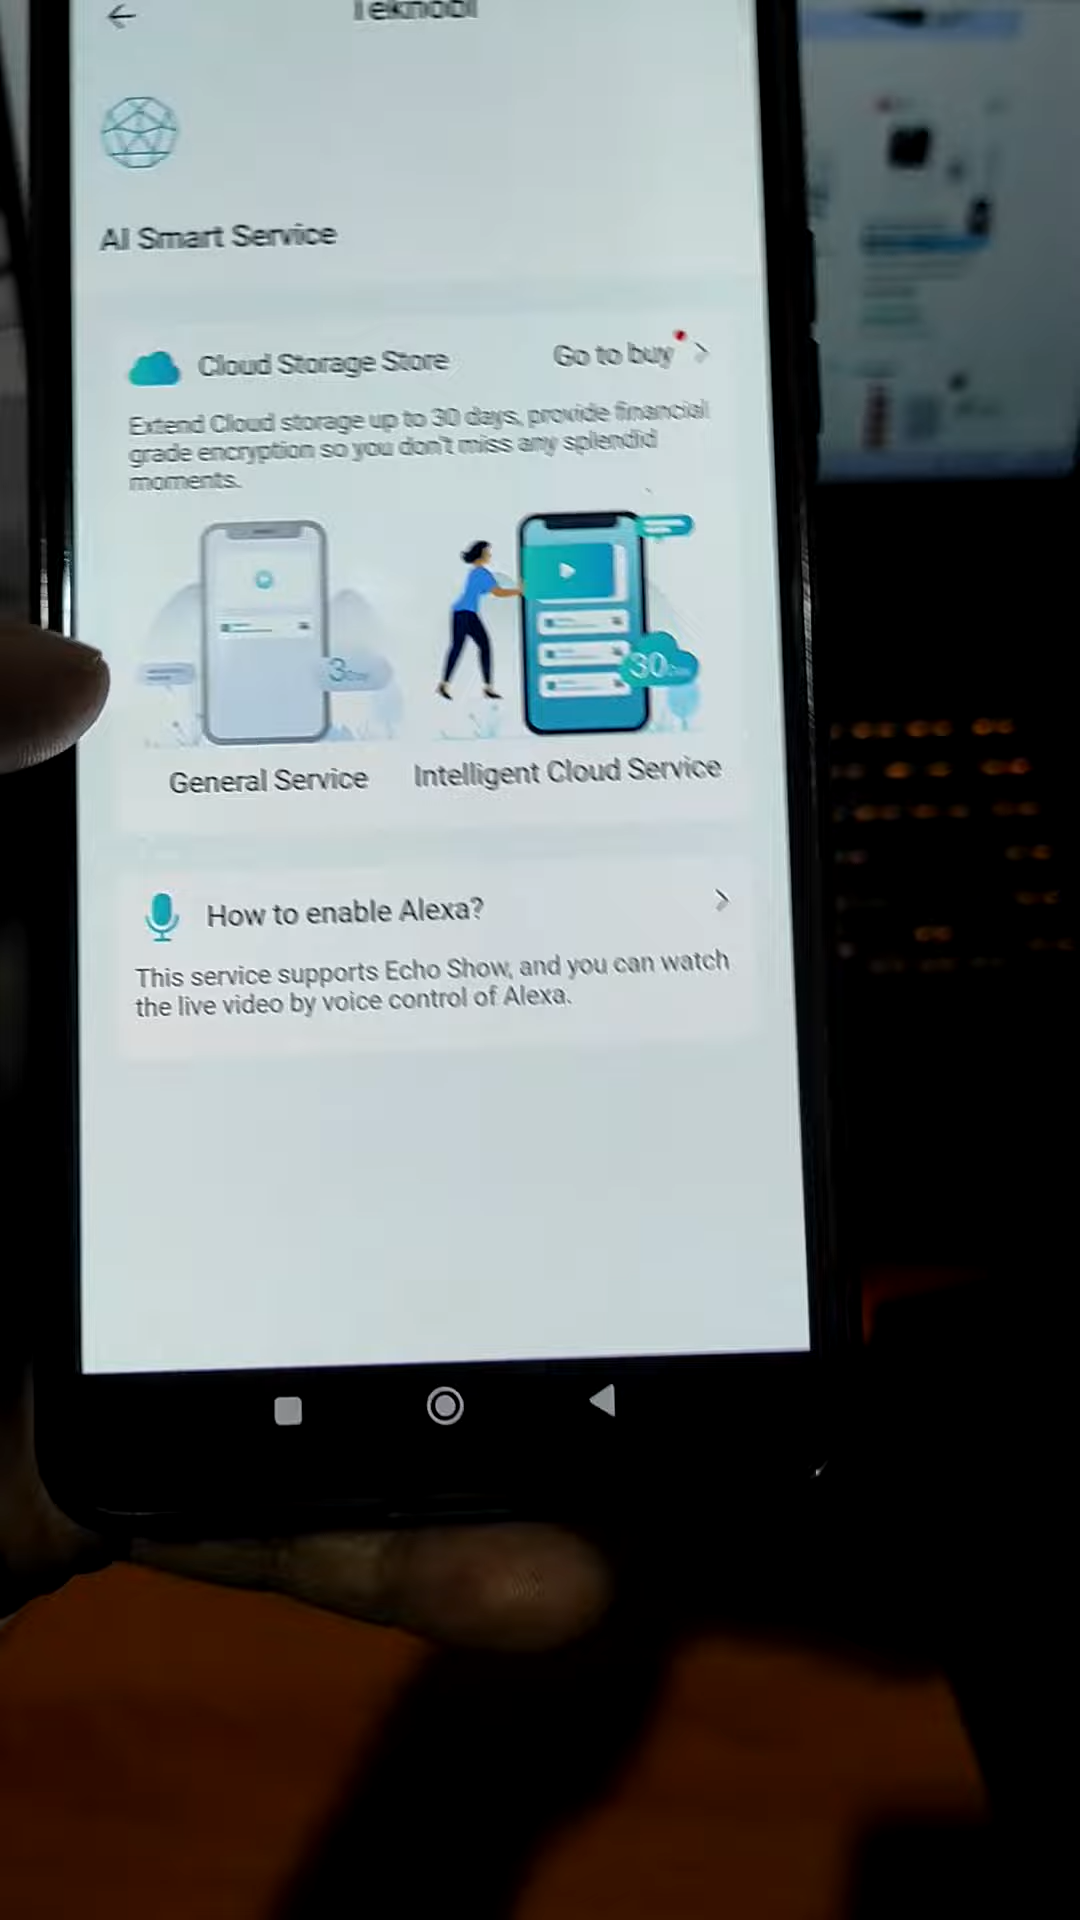 Teknobl
AI Smart Service
Cloud Storage Store
Go to buy
Extend Cloud storage up to 30 days, provide financial
grade encryption so you don't miss any splendid
moments.
3
30
General Service
Intelligent Cloud Service
How to enable Alexa?
This service supports Echo Show, and you can watch
the live video by voice control of Alexa.